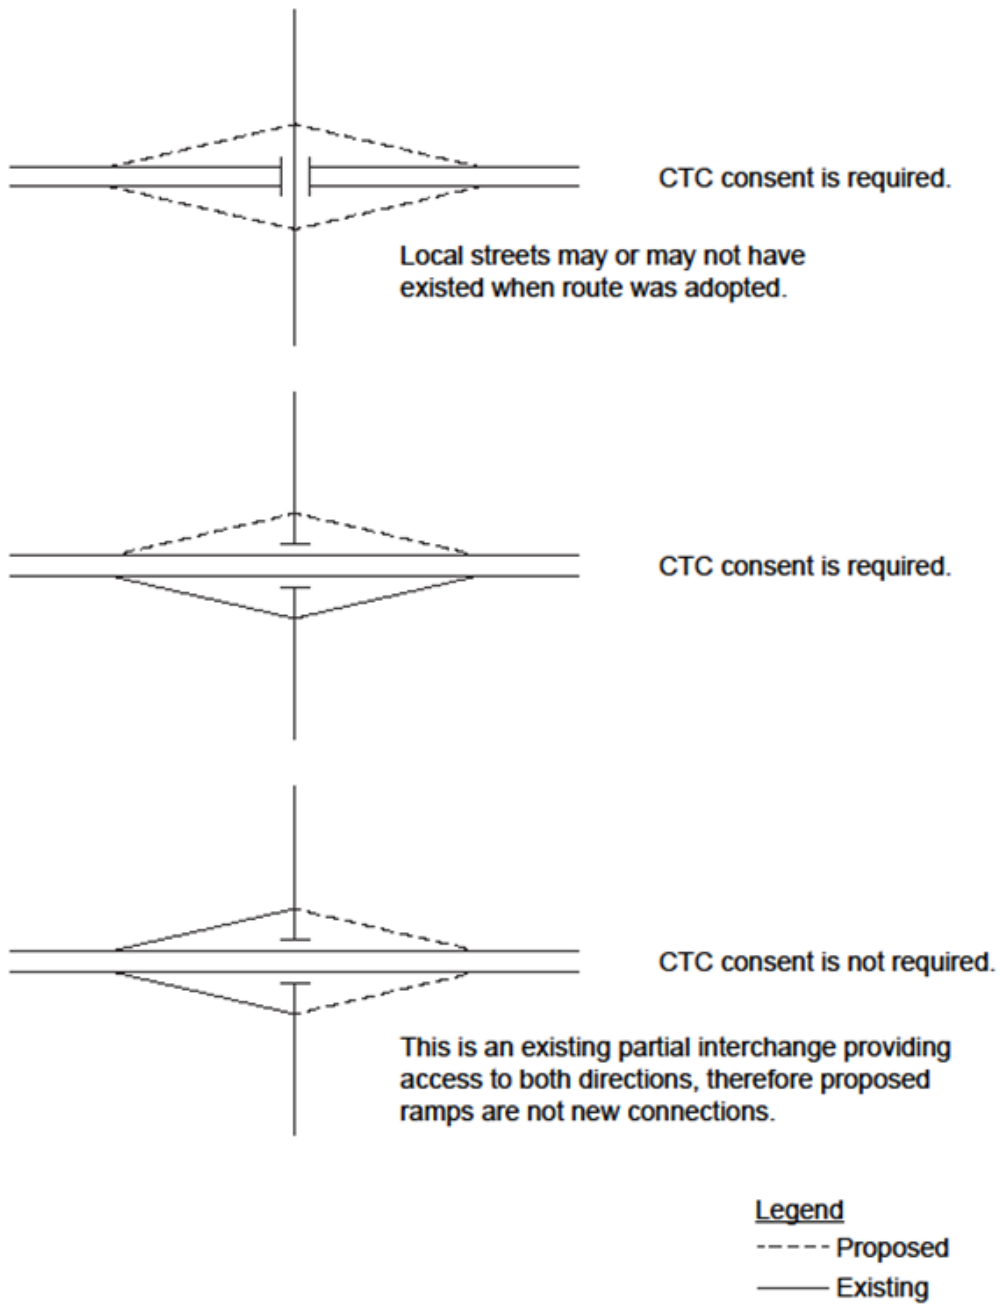 CTC consent is required.
Local streets may or may not have
existed when route was adopted.
CTC consent is required.
CTC consent is not required.
This is an existing partial interchange providing
access to both directions, therefore proposed
ramps are not new connections.
Legend
Proposed
Existing